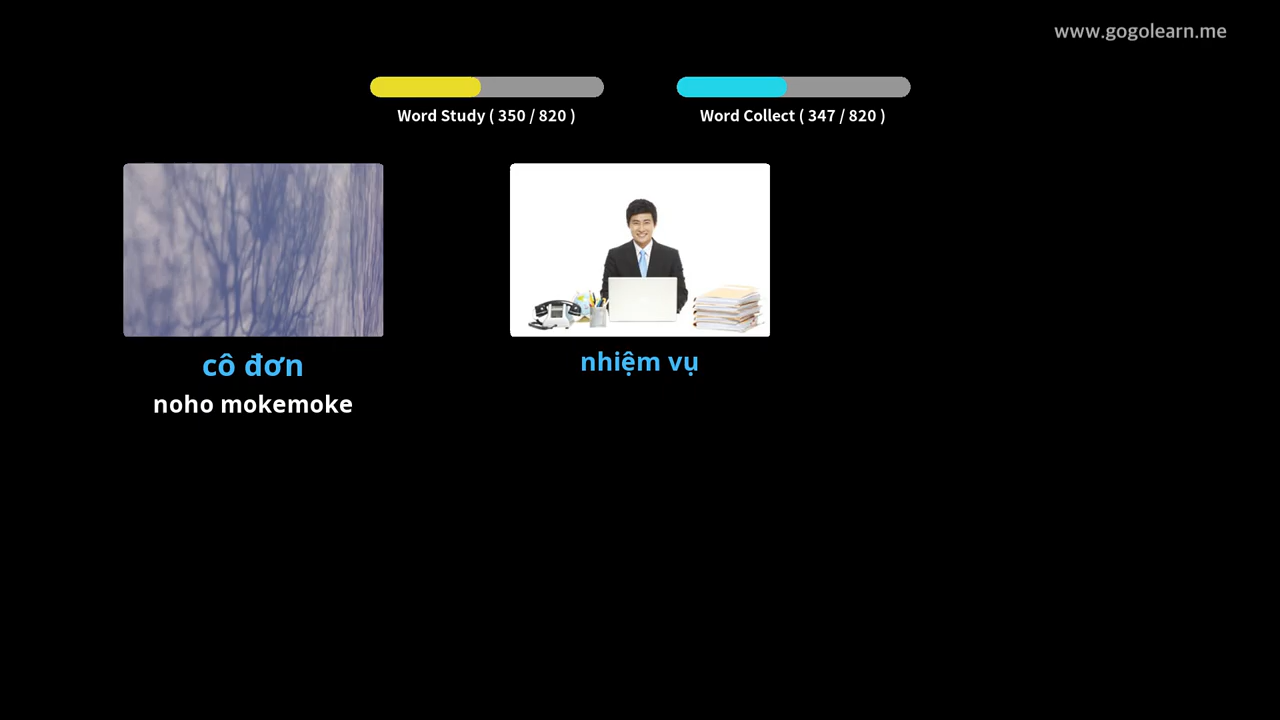 www.gogolearn.me
Word Study ( 350 / 820 )
Word Collect ( 347 / 820 )
cô đơn
noho mokemoke
nhiệm vụ